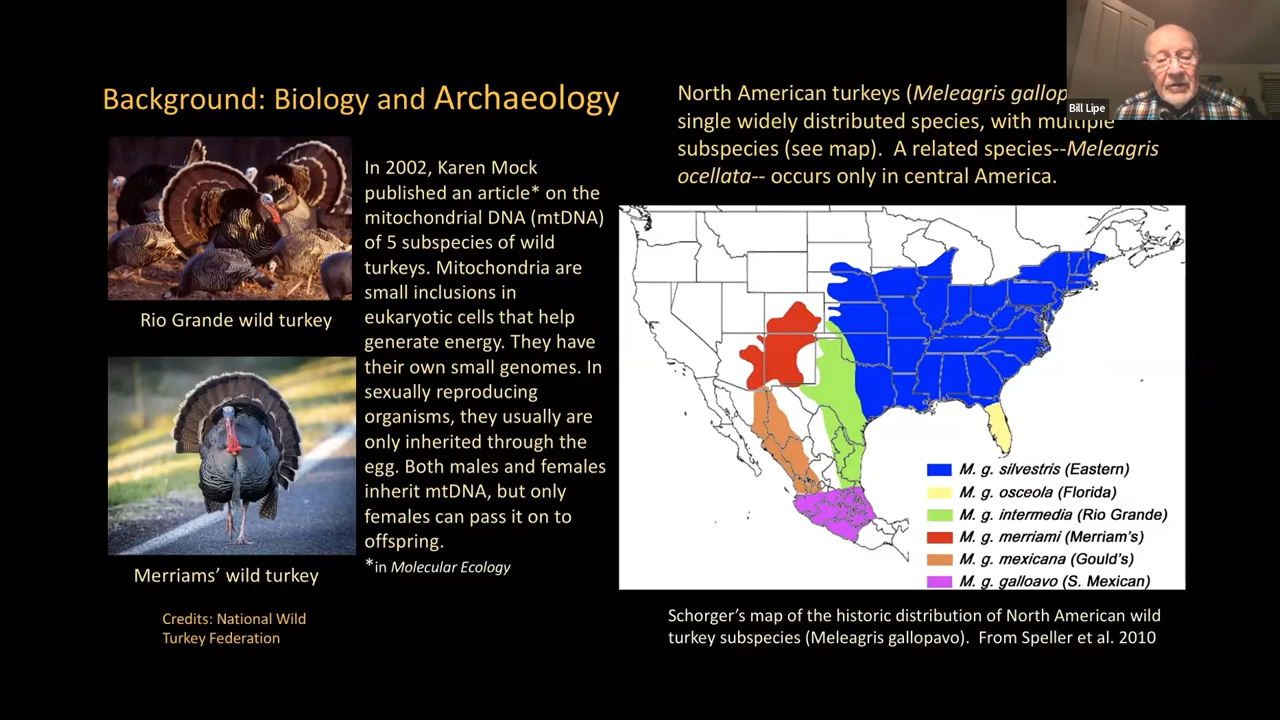 Background: Biology and Archaeology
Rio Grande wild turkey
Merriams’ wild turkey
Credits: National Wild
Turkey Federation
In 2002, Karen Mock
published an article* on the
mitochondrial DNA (mtDNA)
of 5 subspecies of wild
turkeys. Mitochondria are
small inclusions in
eukaryotic cells that help
generate energy. They have
their own small genomes. In
sexually reproducing
organisms, they usually are
only inherited through the
egg. Both males and females
inherit mtDNA, but only
females can pass it on to
offspring.
*in Molecular Ecology
North American turkeys (Meleagris gallop
single widely distributed species, with multiple
subspecies (see map). A related species--Meleagris
ocellata-- occurs only in central America.
Bill Lipe
M. g. silvestris (Eastern)
M. g. osceola (Florida)
M. g. intermedia (Rio Grande)
M. g. merriami (Merriam's)
M. g. mexicana (Gould's)
M. g. galloavo (S. Mexican)
Schorger’s map of the historic distribution of North American wild
turkey subspecies (Meleagris gallopavo). From Speller et al. 2010